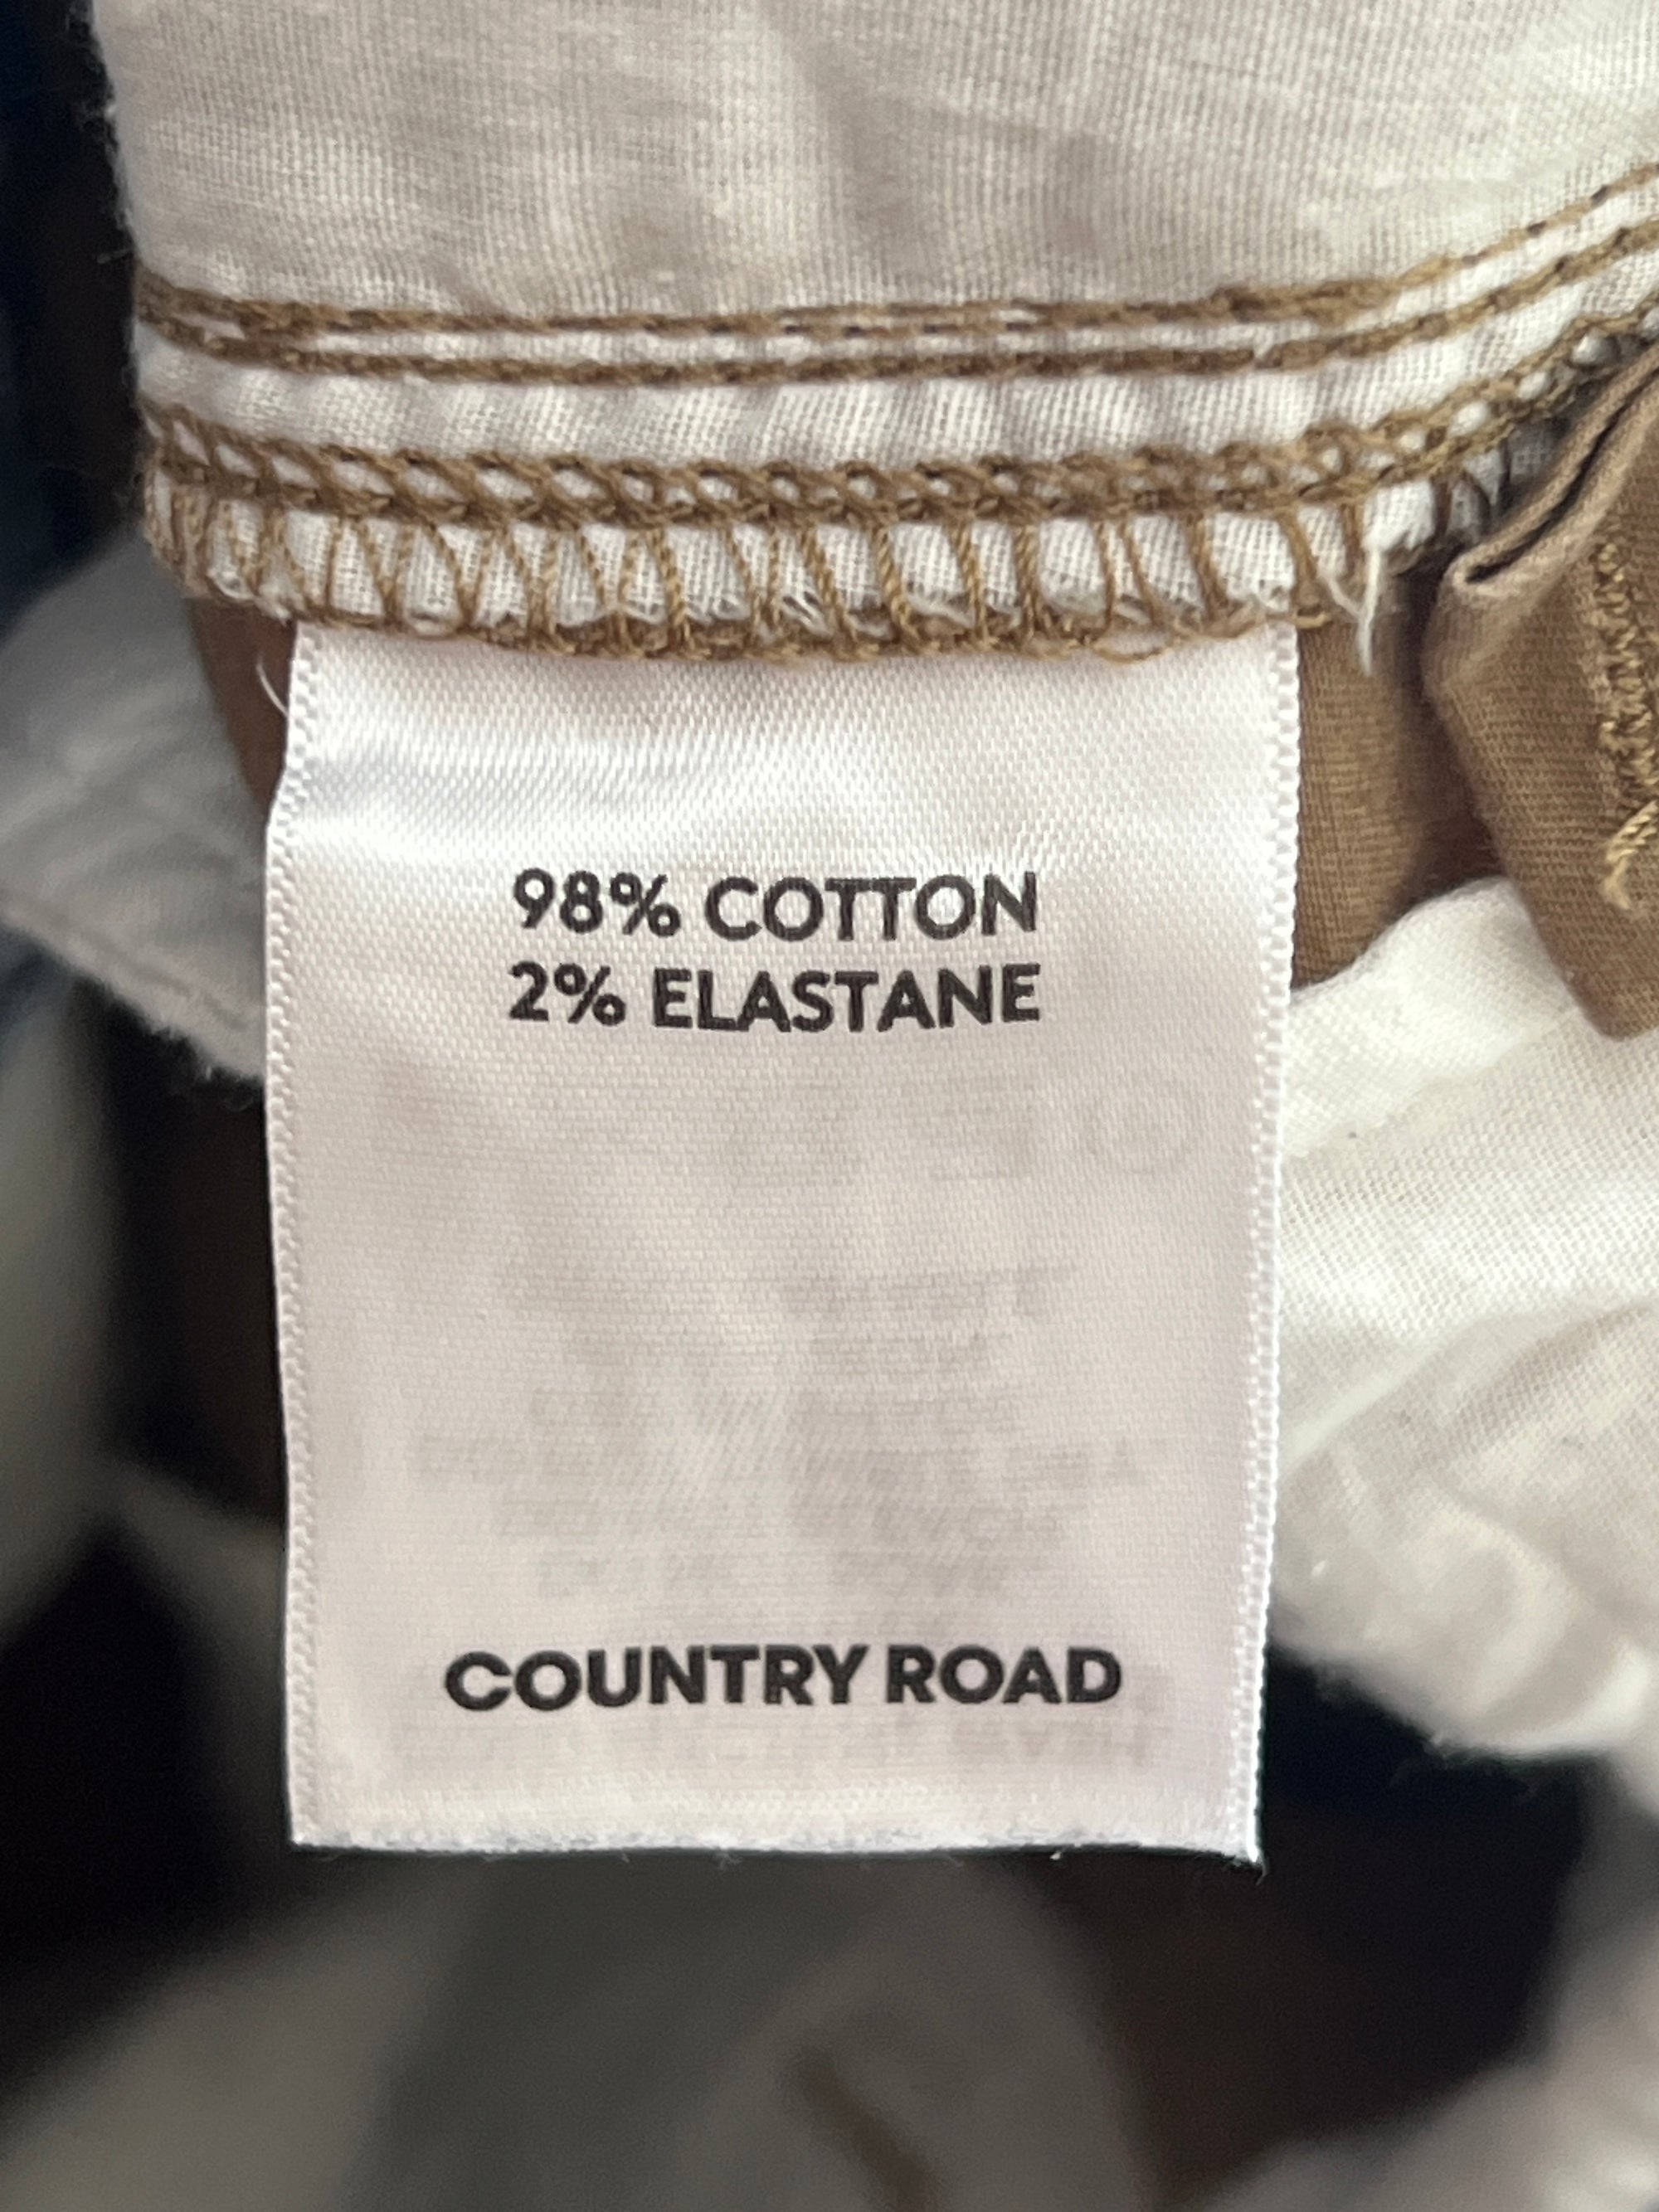 98% COTTON
2% ELASTANE
COUNTRY ROAD